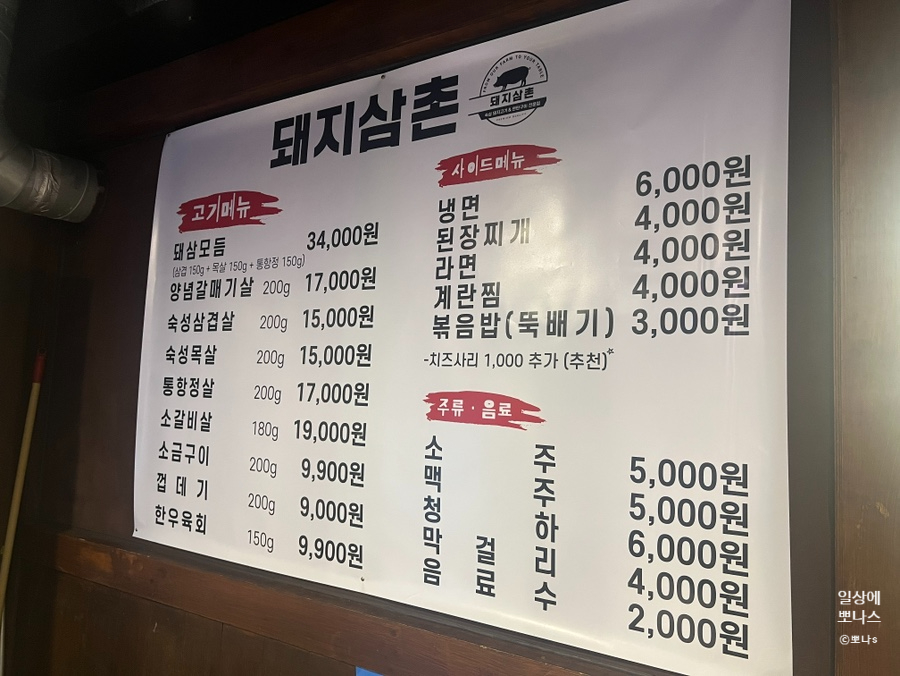 돼지삼촌
FROM OUR FARM TO YOUR TABLE
돼지삼촌
고기메뉴
돼삼모듬 34,000원
(삼겹 150g + 목살 150g + 통항정 150g)
양념갈매기살 200g 17,000원
숙성삼겹살 200g 15,000원
숙성목살 200g 15,000원
통항정살 200g 17,000원
소갈비살 180g 19,000원
소금구이 200g 9,900원
껍 데 기 200g 9,000원
한우육회 150g 9,900원
사이드메뉴
냉면 6,000원
된장찌개 4,000원
라면 4,000원
계란찜 4,000원
볶음밥(뚝배기) 3,000원
-치즈사리 1,000 추가 (추천)*
주류 · 음료
소 주 5,000원
맥 주 5,000원
청 하 6,000원
막 걸 리 4,000원
음 료 수 2,000원
일상에
뽀나스
©뽀나s